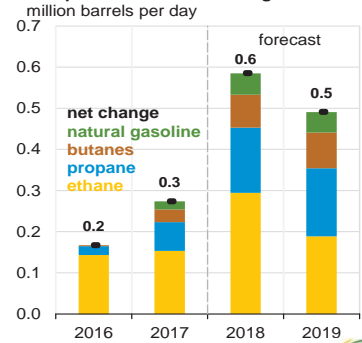 million barrels per day
0.7
forecast
0.6
0.6
0.5
0.5
net change
natural gasoline
0.4
butanes
propane
0.3
ethane
0.3
0.2
0.2
0.1
0.0
2016 2017 2018 2019